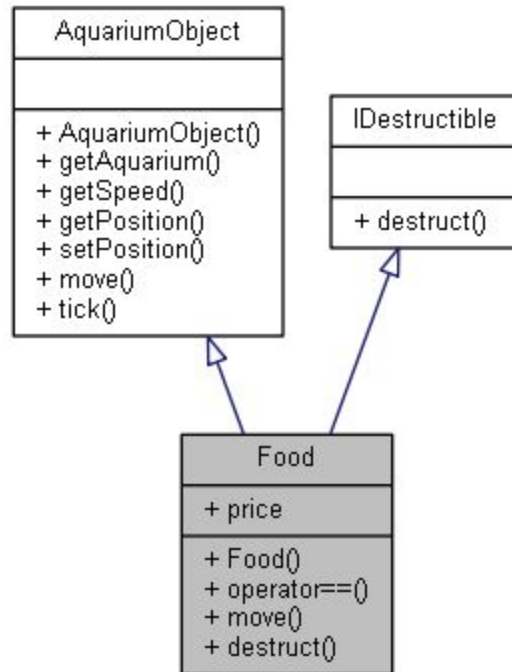 AquariumObject
+ AquariumObject()
+ getAquarium()
+ getSpeed()
+ getPosition()
+ setPosition()
+ move()
+ tick()
IDestructible
+ destruct()
Food
+ price
+ Food()
+ operator==()
+ move()
+ destruct()